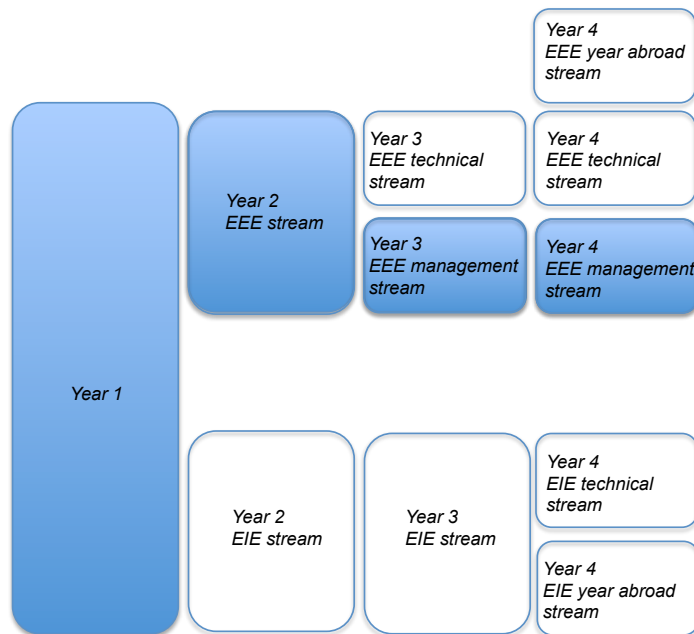 Year 1
Year 2
EEE stream
Year 3
EEE technical
stream
Year 3
EEE management
stream
Year 4
EEE year abroad
stream
Year 4
EEE technical
stream
Year 4
EEE management
stream
Year 2
EIE stream
Year 3
EIE stream
Year 4
EIE technical
stream
Year 4
EIE year abroad
stream